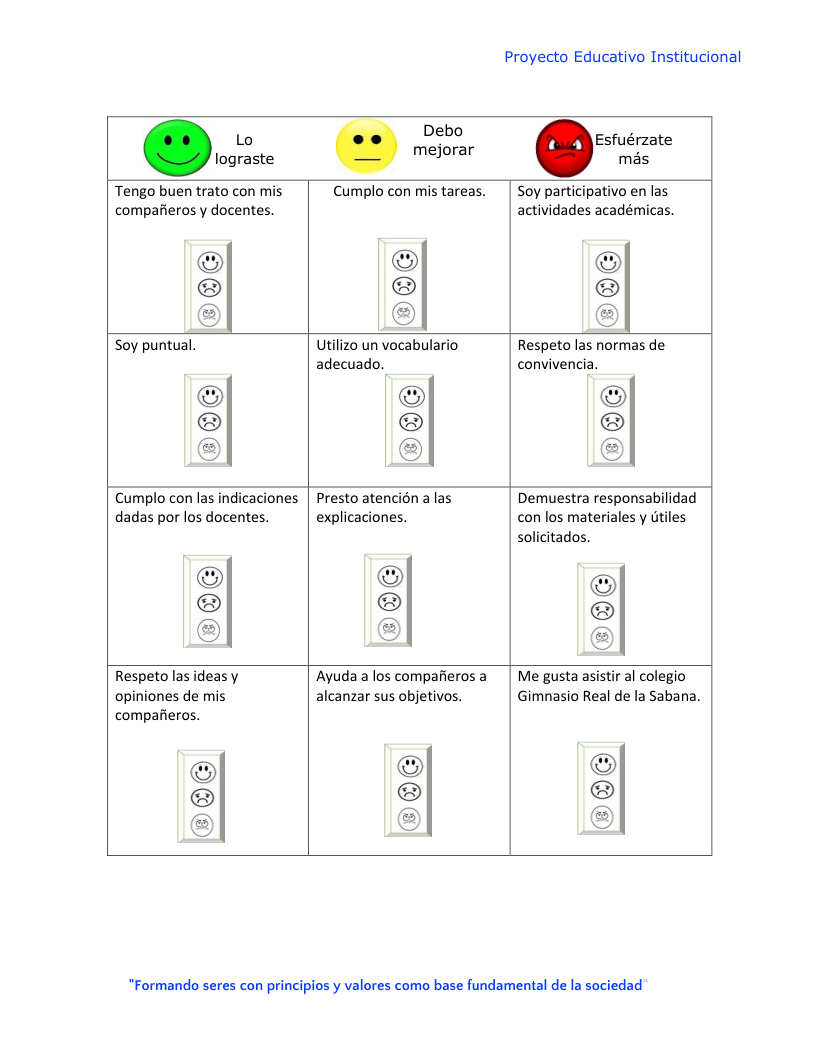 Proyecto Educativo Institucional
Lo
lograste
Debo
mejorar
Esfuérzate
más
Tengo buen trato con mis
compañeros y docentes.
Cumplo con mis tareas.
Soy participativo en las
actividades académicas.
Soy puntual.
Utilizo un vocabulario
adecuado.
Respeto las normas de
convivencia.
Cumplo con las indicaciones
dadas por los docentes.
Presto atención a las
explicaciones.
Demuestra responsabilidad
con los materiales y útiles
solicitados.
Respeto las ideas y
opiniones de mis
compañeros.
Ayuda a los compañeros a
alcanzar sus objetivos.
Me gusta asistir al colegio
Gimnasio Real de la Sabana.
"Formando seres con principios y valores como base fundamental de la sociedad"